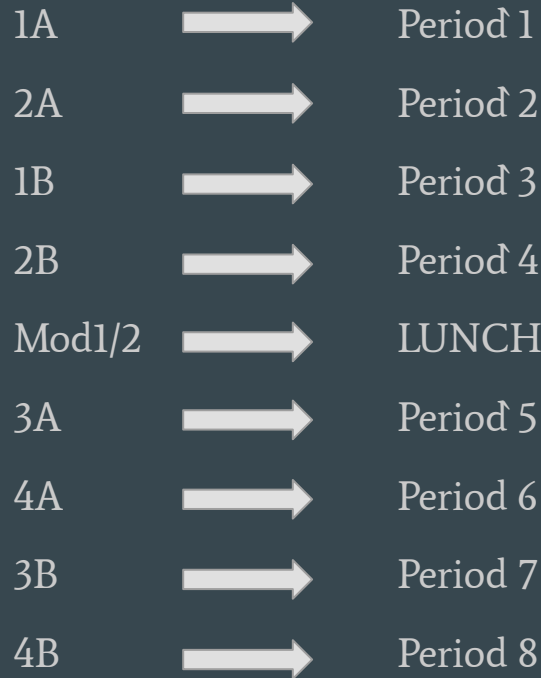 1A Period 1
2A Period 2
1B Period 3
2B Period 4
Mod1/2 LUNCH
3A Period 5
4A Period 6
3B Period 7
4B Period 8